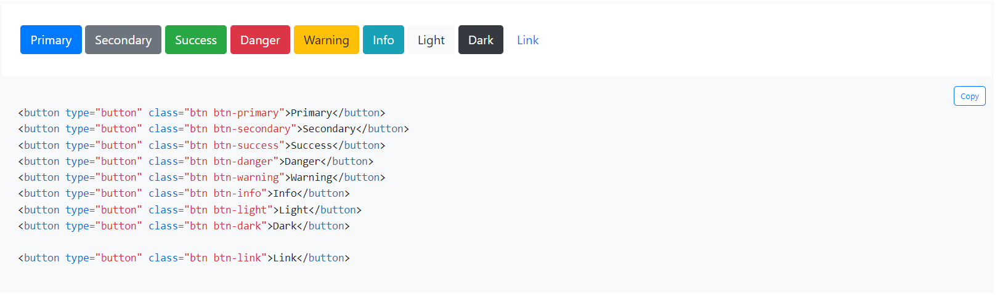 Primary Secondary Success Danger Warning Info Light Dark Link
Copy
<button type="button" class="btn btn-primary">Primary</button>
<button type="button" class="btn btn-secondary">Secondary</button>
<button type="button" class="btn btn-success">Success</button>
<button type="button" class="btn btn-danger">Danger</button>
<button type="button" class="btn btn-warning">Warning</button>
<button type="button" class="btn btn-info">Info</button>
<button type="button" class="btn btn-light">Light</button>
<button type="button" class="btn btn-dark">Dark</button>
<button type="button" class="btn btn-link">Link</button>